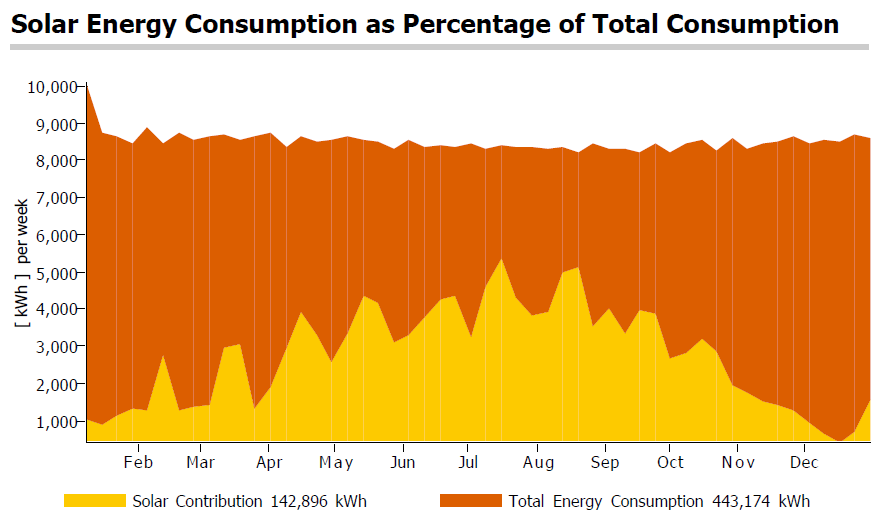 Solar Energy Consumption as Percentage of Total Consumption
[ kWh ] per week
10,000
9,000
8,000
7,000
6,000
5,000
4,000
3,000
2,000
1,000
Feb Mar Apr May Jun Jul Aug Sep Oct Nov Dec
Solar Contribution 142,896 kWh Total Energy Consumption 443,174 kWh